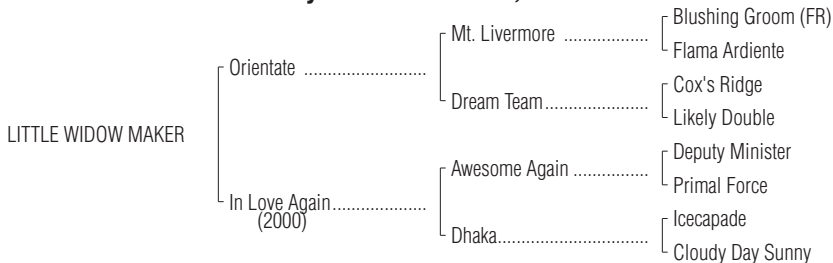 Blushing Groom (FR)
Mt. Livermore ....................
Flama Ardiente
Orientate ............................
Cox's Ridge
Dream Team.........................
Likely Double
LITTLE WIDOW MAKER
Deputy Minister
Awesome Again ..................
Primal Force
In Love Again......................
(2000)
Icecapade
Dhaka...................................
Cloudy Day Sunny